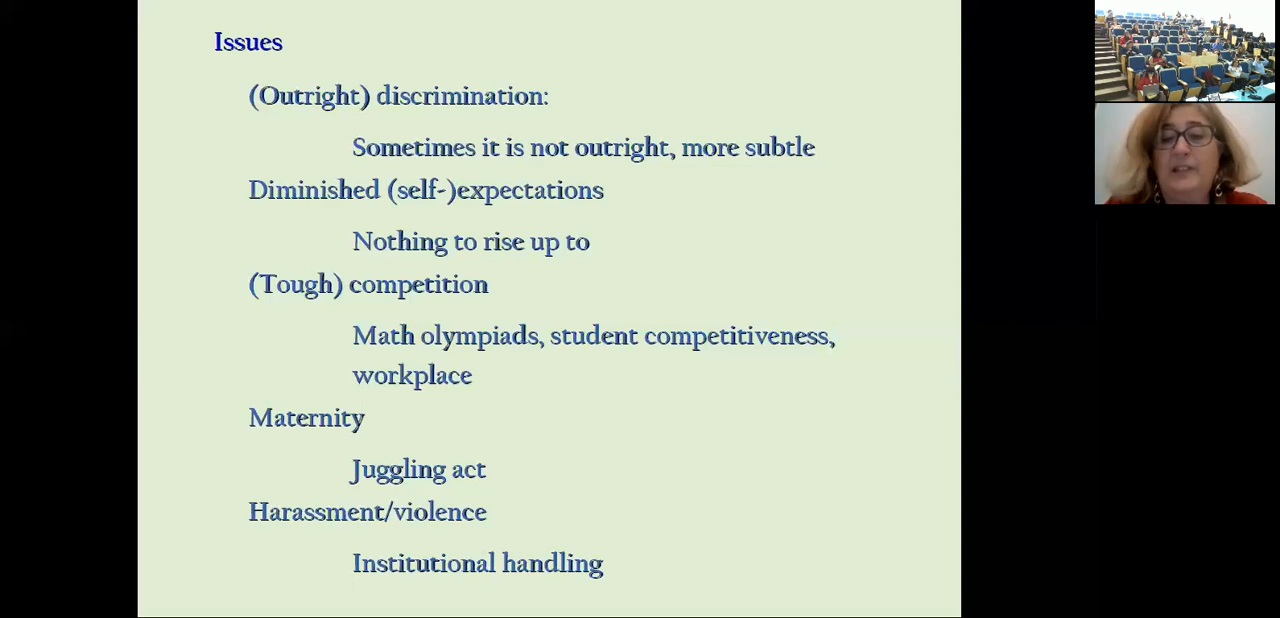 Issues
(Outright) discrimination:
Sometimes it is not outright, more subtle
Diminished (self-)expectations
Nothing to rise up to
(Tough) competition
Math olympiads, student competitiveness,
workplace
Maternity
Juggling act
Harassment/violence
Institutional handling